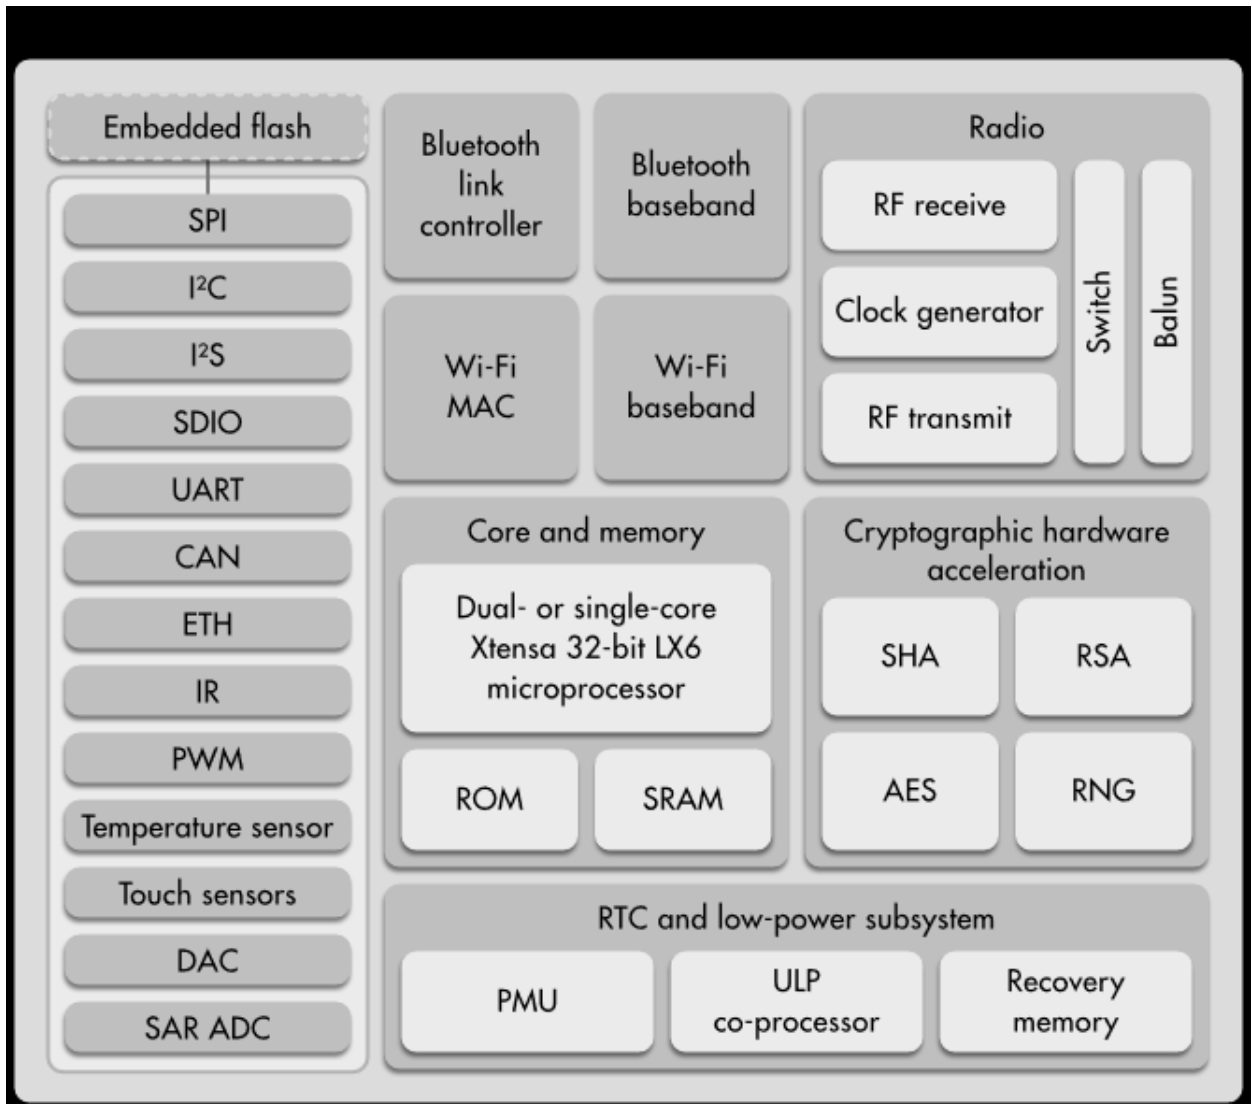 Embedded flash
SPI
I²C
I²S
SDIO
UART
CAN
ETH
IR
PWM
Temperature sensor
Touch sensors
DAC
SAR ADC
Bluetooth
link
controller
Bluetooth
baseband
Wi-Fi
MAC
Wi-Fi
baseband
Radio
RF receive
Clock generator
RF transmit
Switch
Balun
Core and memory
Dual- or single-core
Xtensa 32-bit LX6
microprocessor
ROM
SRAM
Cryptographic hardware
acceleration
SHA
RSA
AES
RNG
RTC and low-power subsystem
PMU
ULP
co-processor
Recovery
memory